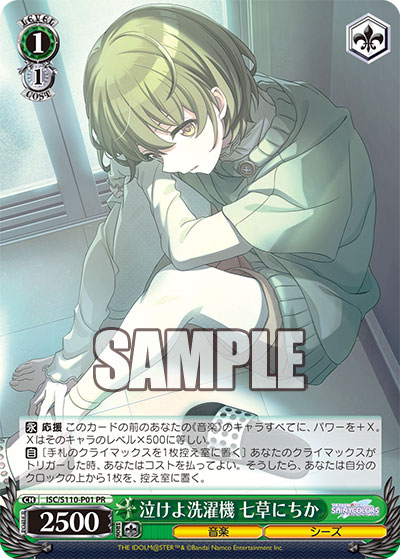 LEVEL
1
1
COST
SAMPLE
永 応援 このカードの前のあなたの《音楽》のキャラすべてに、パワーを＋X。
Xはそのキャラのレベル×500に等しい。
自 ［手札のクライマックスを1枚控え室に置く］ あなたのクライマックスが
トリガーした時、あなたはコストを払ってよい。そうしたら、あなたは自分の
クロックの上から1枚を、控え室に置く。
CH
ISC/S110-P01 PR
泣けよ洗濯機 七草にちか
SHINYCOLORS
2500
音楽
シーズ
THE IDOLM@STER™ & ©Bandai Namco Entertainment Inc.